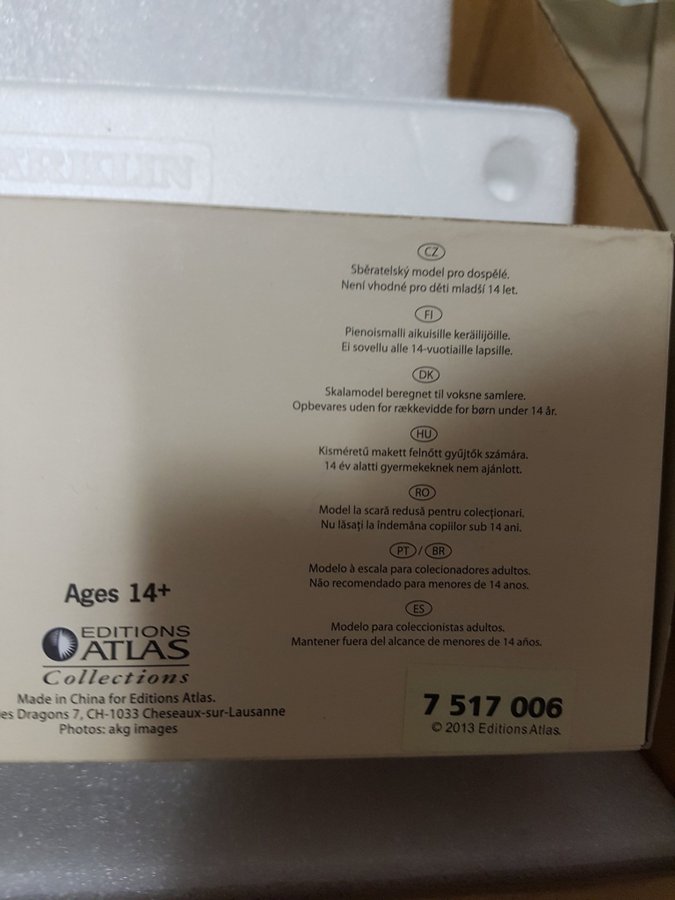 ARKLIN
CZ
Sběratelský model pro dospělé.
Není vhodné pro děti mladší 14 let.
FI
Pienoismalli aikuisille keräilijöille.
Ei sovellu alle 14-vuotiaille lapsille.
DK
Skalamodel beregnet til voksne samlere.
Opbevares uden for rækkevidde for børn under 14 år.
HU
Kisméretű makett felnőtt gyűjtők számára.
14 év alatti gyermekeknek nem ajánlott.
RO
Model la scară redusă pentru colecționari.
Nu lăsați la îndemâna copiilor sub 14 ani.
PT / BR
Modelo à escala para colecionadores adultos.
Não recomendado para menores de 14 anos.
ES
Modelo para coleccionistas adultos.
Mantener fuera del alcance de menores de 14 años.
Ages 14+
EDITIONS
ATLAS
Collections
Made in China for Editions Atlas.
es Dragons 7, CH-1033 Cheseaux-sur-Lausanne
Photos: akg images
7 517 006
© 2013 Editions Atlas.